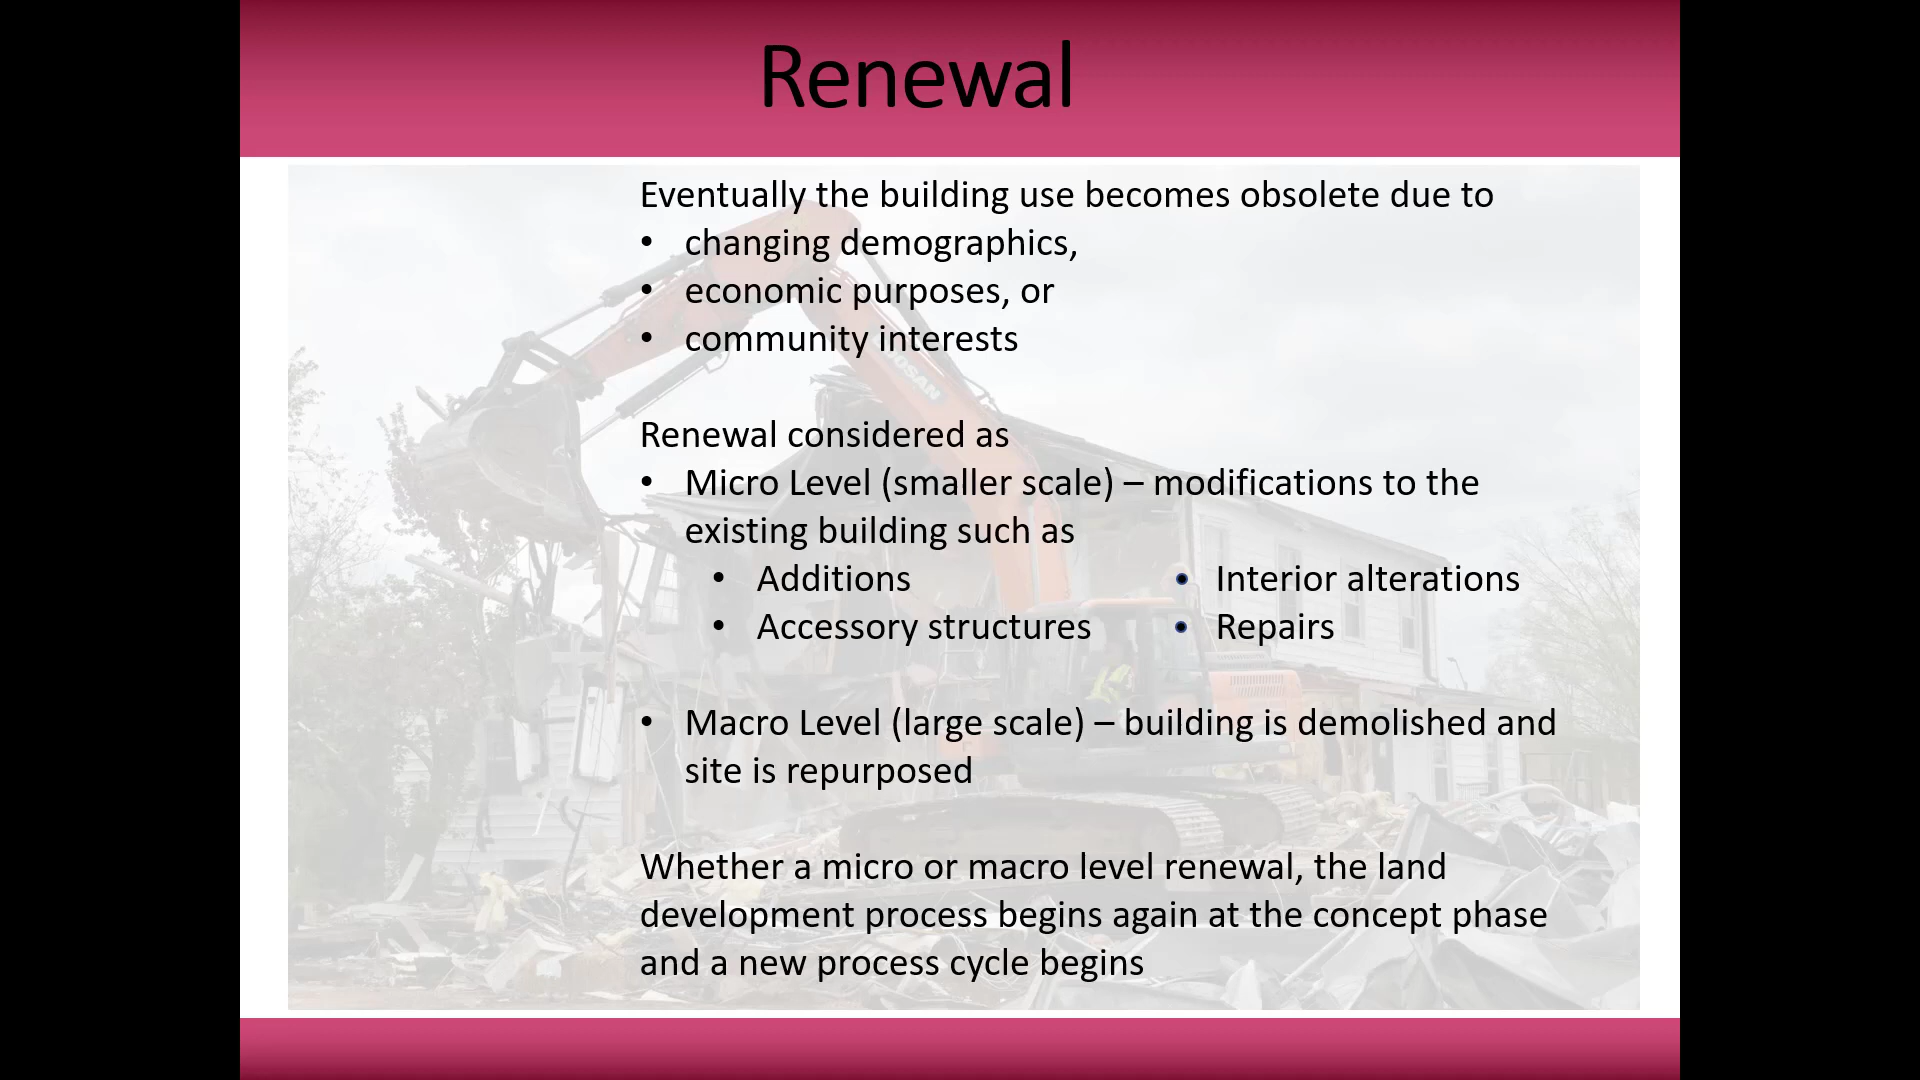 Renewal
Eventually the building use becomes obsolete due to
• changing demographics,
• economic purposes, or
• community interests
Renewal considered as
• Micro Level (smaller scale) – modifications to the
existing building such as
• Additions
• Interior alterations
• Accessory structures
• Repairs
• Macro Level (large scale) – building is demolished and
site is repurposed
Whether a micro or macro level renewal, the land
development process begins again at the concept phase
and a new process cycle begins